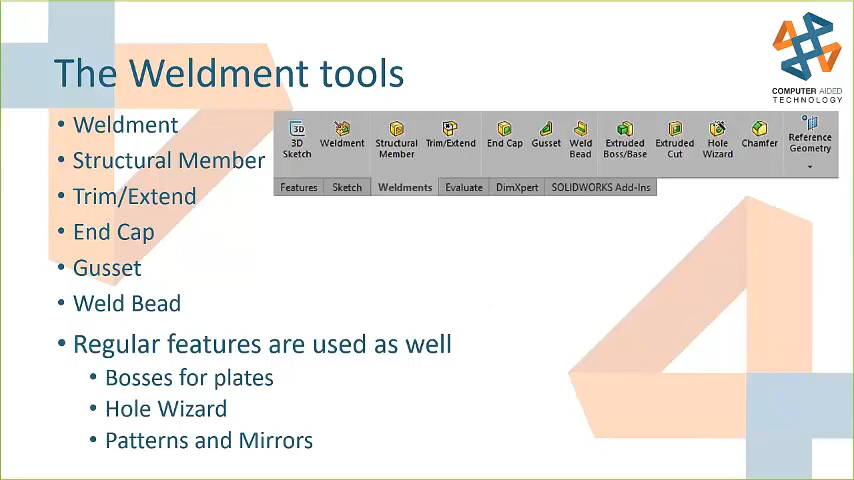 The Weldment tools
COMPUTER AIDED
TECHNOLOGY
• Weldment
• Structural Member
• Trim/Extend
• End Cap
• Gusset
• Weld Bead
• Regular features are used as well
• Bosses for plates
• Hole Wizard
• Patterns and Mirrors
3D
3D Sketch
Weldment
Structural Member
Trim/Extend
End Cap
Gusset
Weld Bead
Extruded Boss/Base
Extruded Cut
Hole Wizard
Chamfer
Reference Geometry
Features Sketch Weldments Evaluate DimXpert SOLIDWORKS Add-Ins